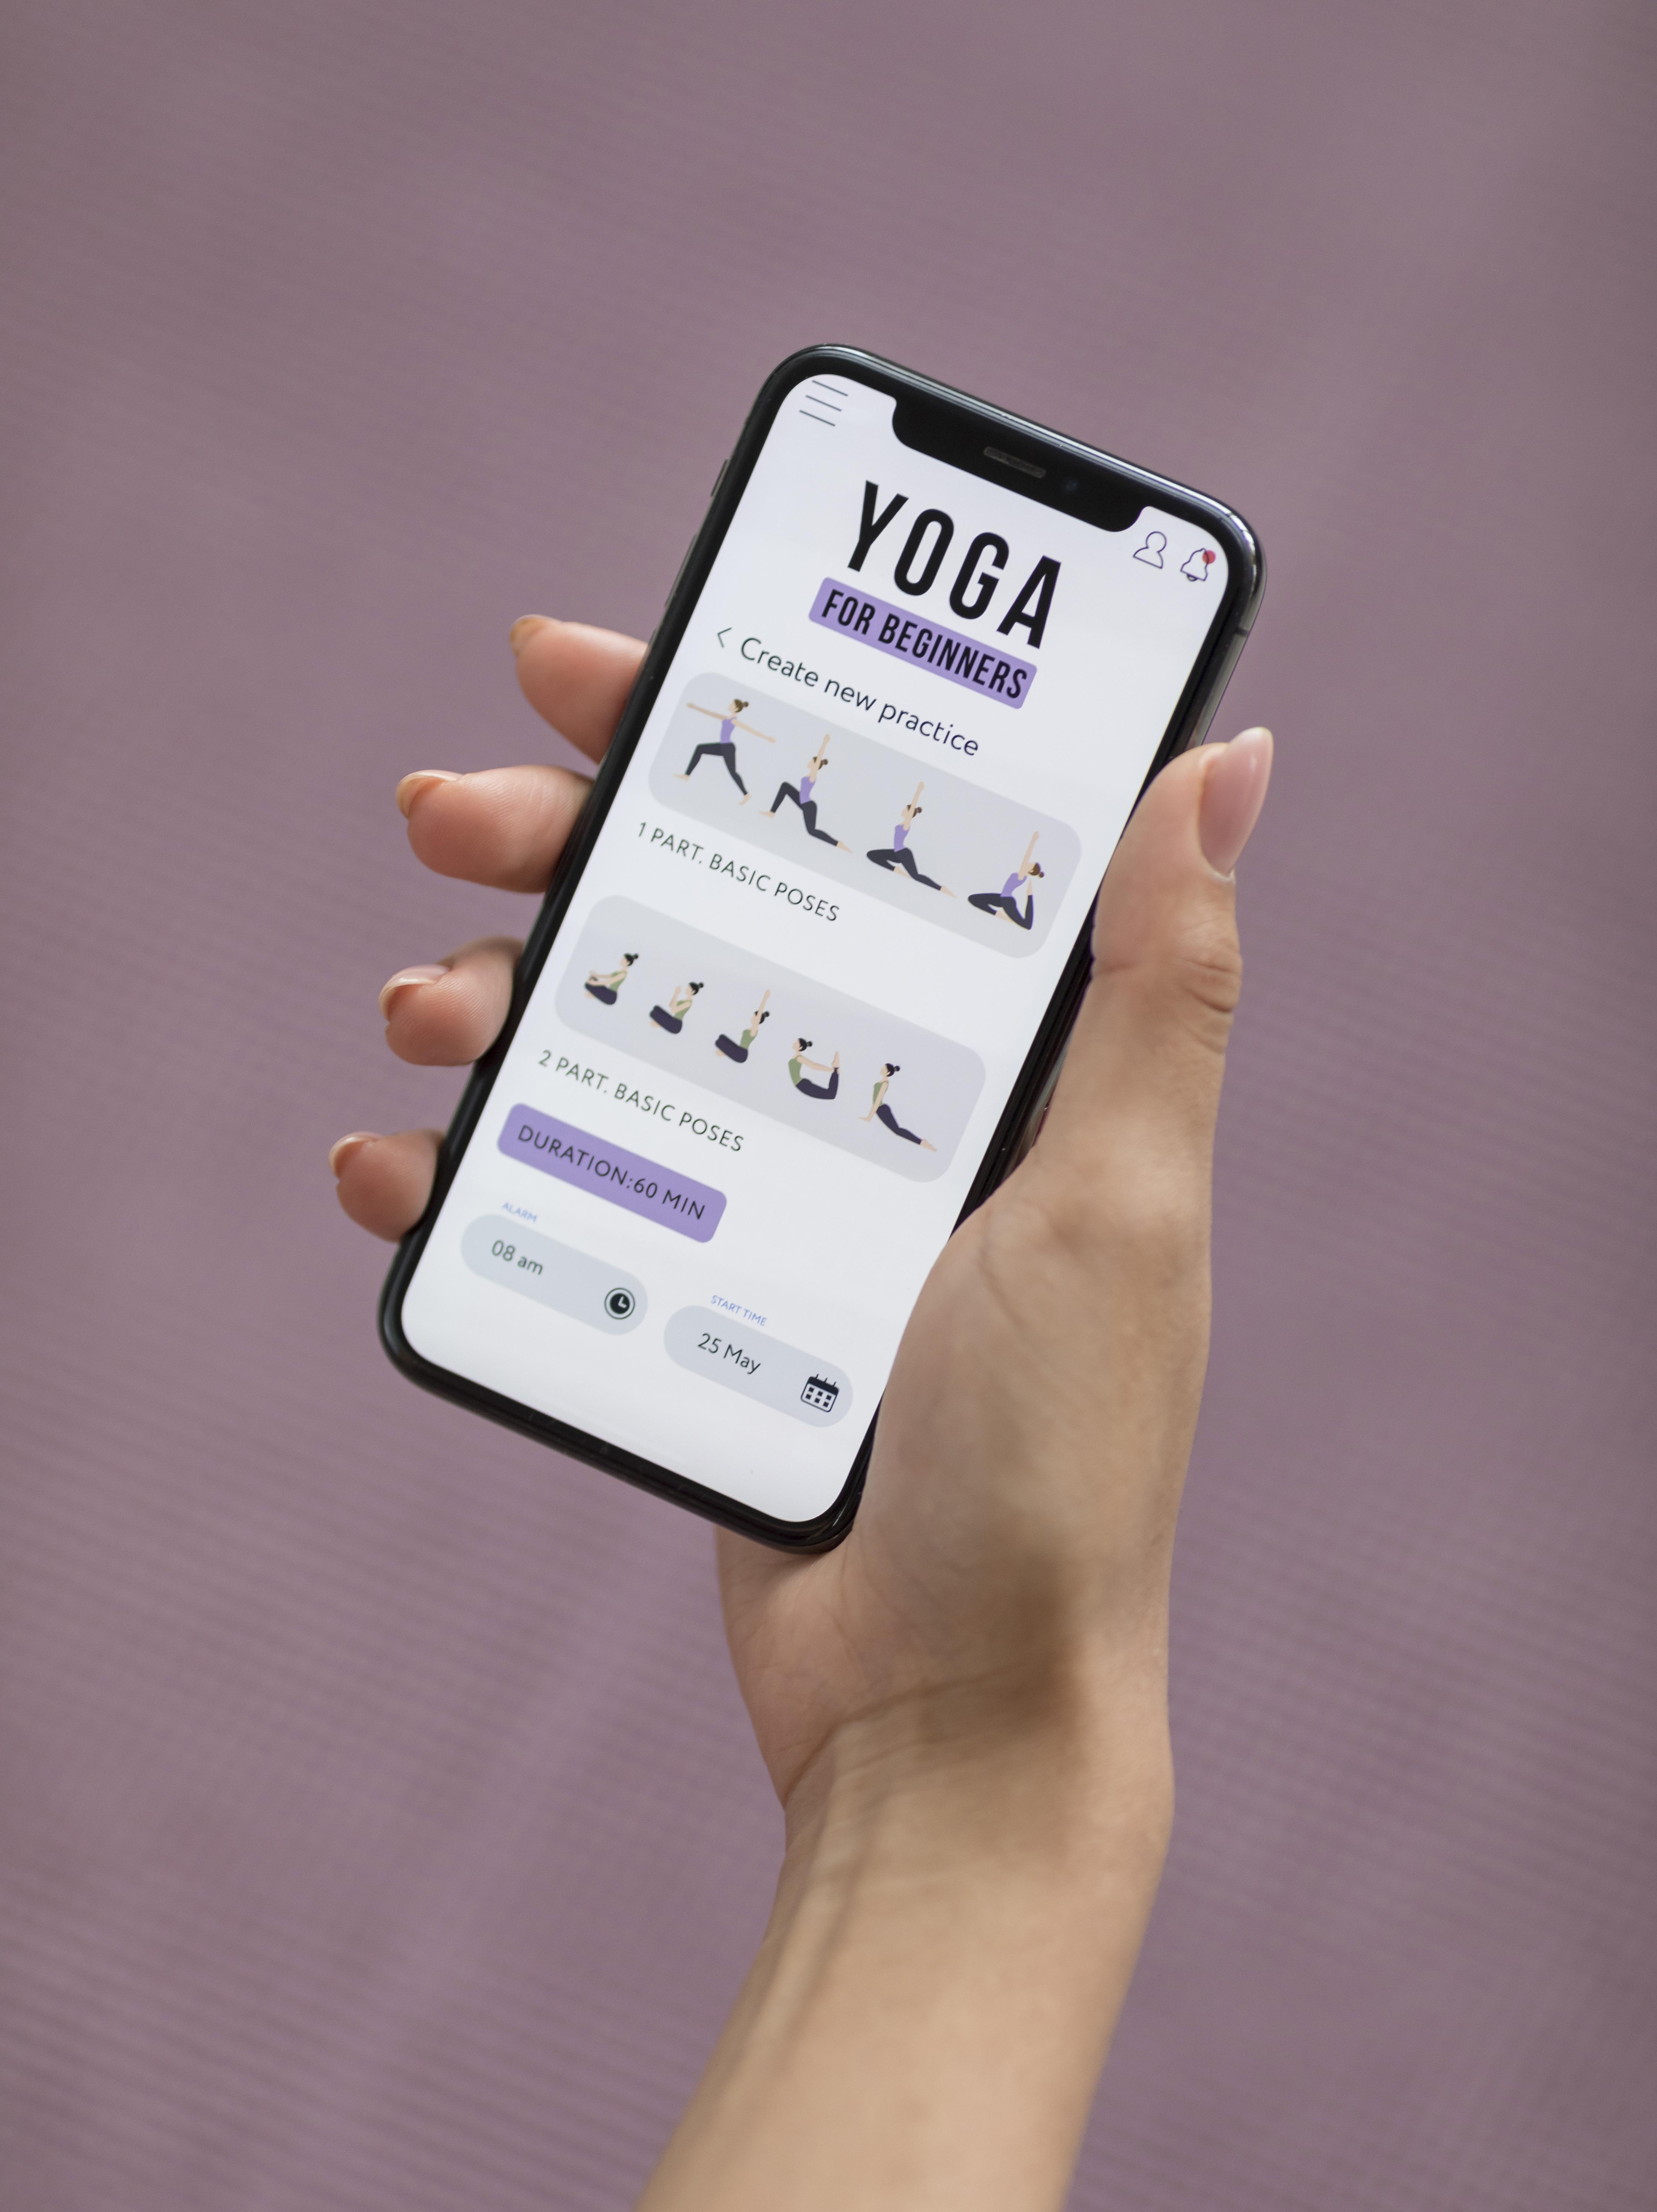 YOGA
FOR BEGINNERS
Create new practice
1 PART. BASIC POSES
2 PART. BASIC POSES
DURATION:60 MIN
ALARM
08 am
START TIME
25 May